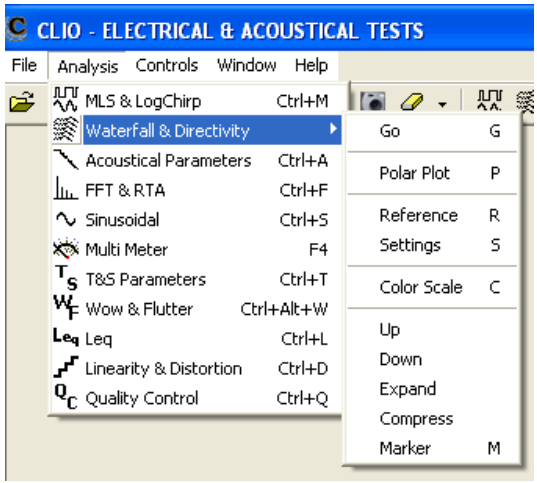 CLIO - ELECTRICAL & ACOUSTICAL TESTS
File Analysis Controls Window Help
MLS & LogChirp Ctrl+M
Waterfall & Directivity
Acoustical Parameters Ctrl+A
FFT & RTA Ctrl+F
Sinusoidal Ctrl+S
Multi Meter F4
T&S Parameters Ctrl+T
Wow & Flutter Ctrl+Alt+W
Leq Leq Ctrl+L
Linearity & Distortion Ctrl+D
Quality Control Ctrl+Q
Go G
Polar Plot P
Reference R
Settings S
Color Scale C
Up
Down
Expand
Compress
Marker M